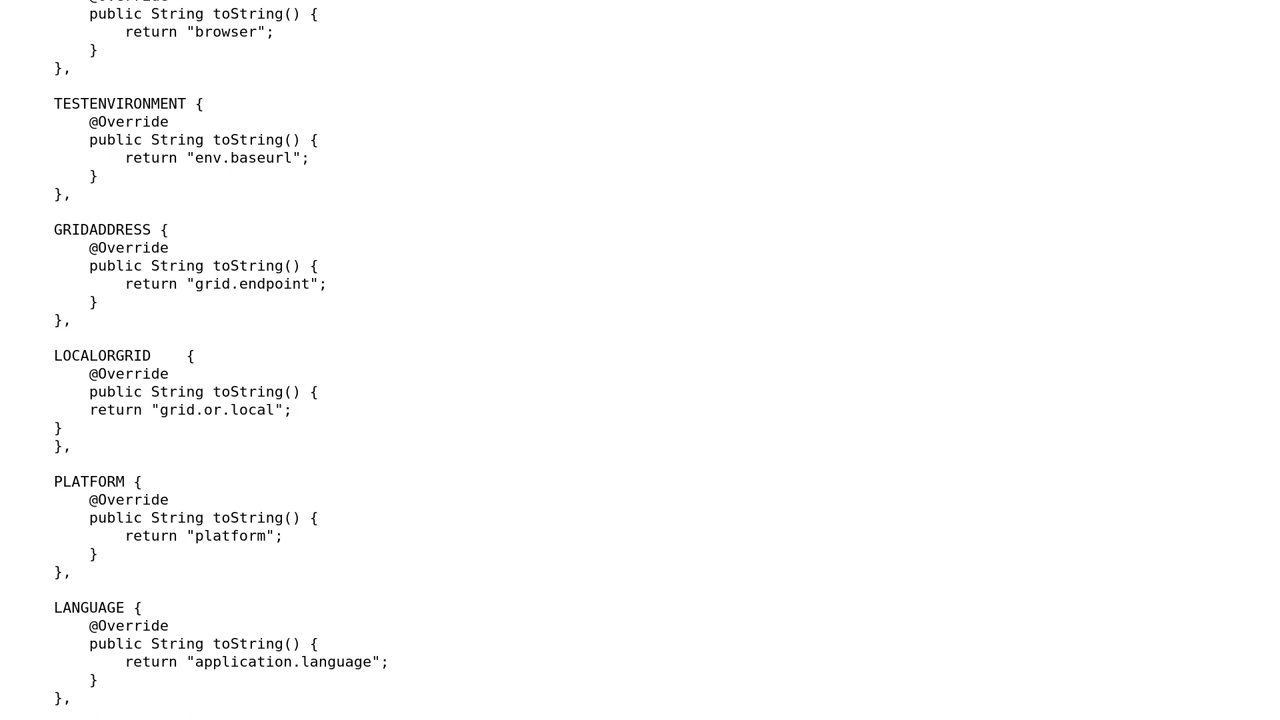 @Override
    public String toString() {
        return "browser";
    }
},

TESTENVIRONMENT {
    @Override
    public String toString() {
        return "env.baseurl";
    }
},

GRIDADDRESS {
    @Override
    public String toString() {
        return "grid.endpoint";
    }
},

LOCALORGRID    {
    @Override
    public String toString() {
    return "grid.or.local";
}
},

PLATFORM {
    @Override
    public String toString() {
        return "platform";
    }
},

LANGUAGE {
    @Override
    public String toString() {
        return "application.language";
    }
},